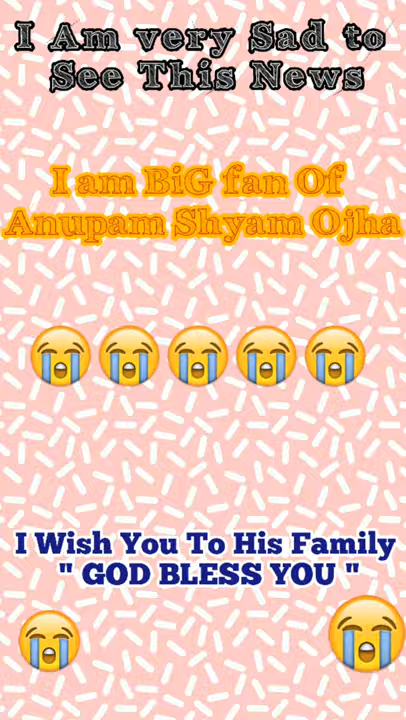 I Am very Sad to
See This News
I am BiG fan Of
Anupam Shyam Ojha
I Wish You To His Family
" GOD BLESS YOU "